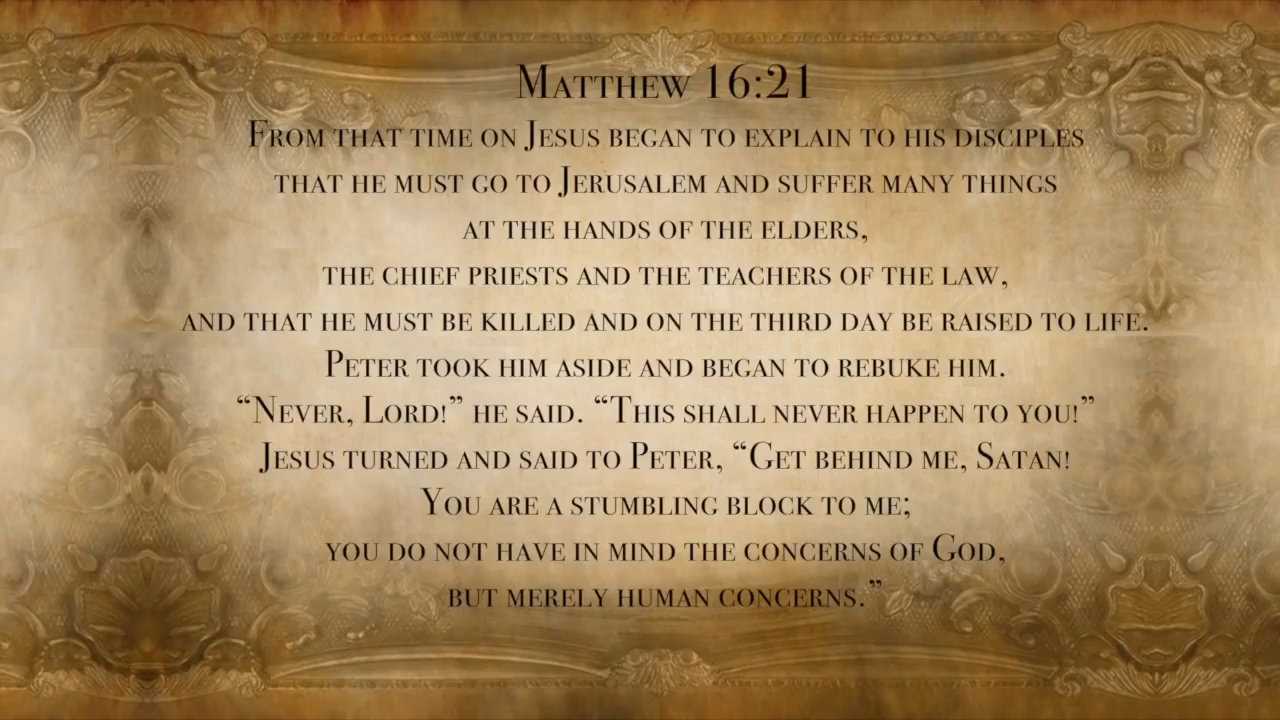 Matthew 16:21
From that time on Jesus began to explain to his disciples
that he must go to Jerusalem and suffer many things
at the hands of the elders,
the chief priests and the teachers of the law,
and that he must be killed and on the third day be raised to life.
Peter took him aside and began to rebuke him.
“Never, Lord!” he said. “This shall never happen to you!”
Jesus turned and said to Peter, “Get behind me, Satan!
You are a stumbling block to me;
you do not have in mind the concerns of God,
but merely human concerns.”